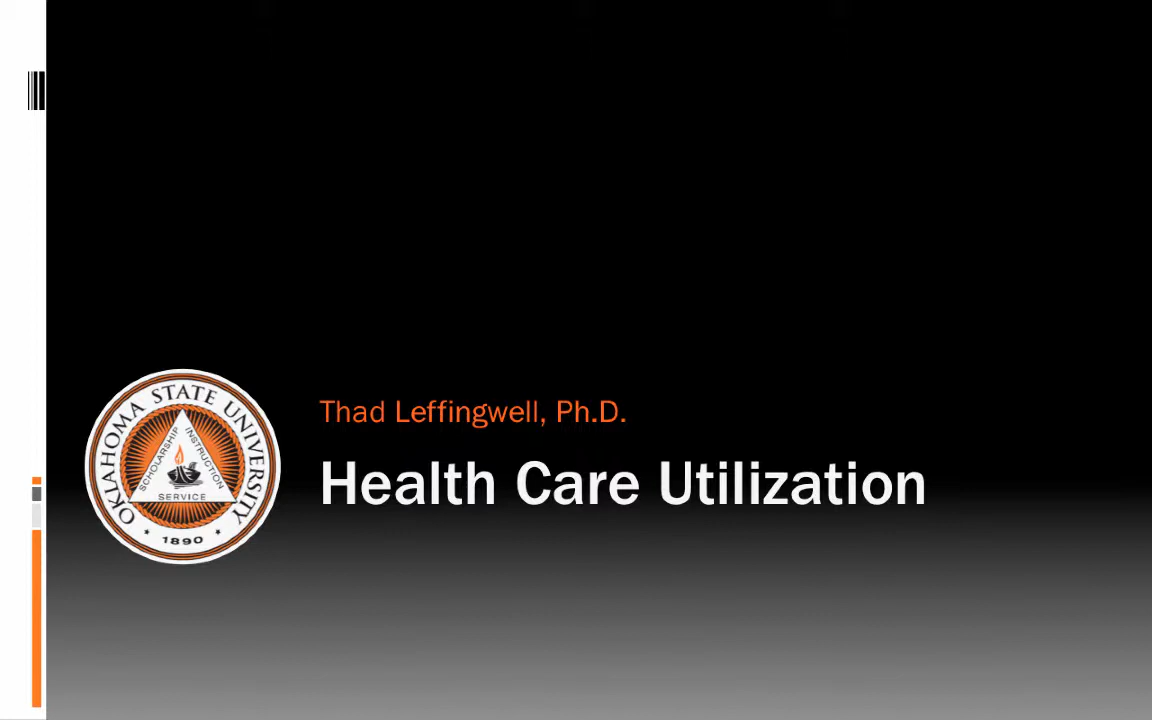 Thad Leffingwell, Ph.D.
Health Care Utilization
OKLAHOMA STATE UNIVERSITY
SCHOLARSHIP
INSTRUCTION
SERVICE
1890